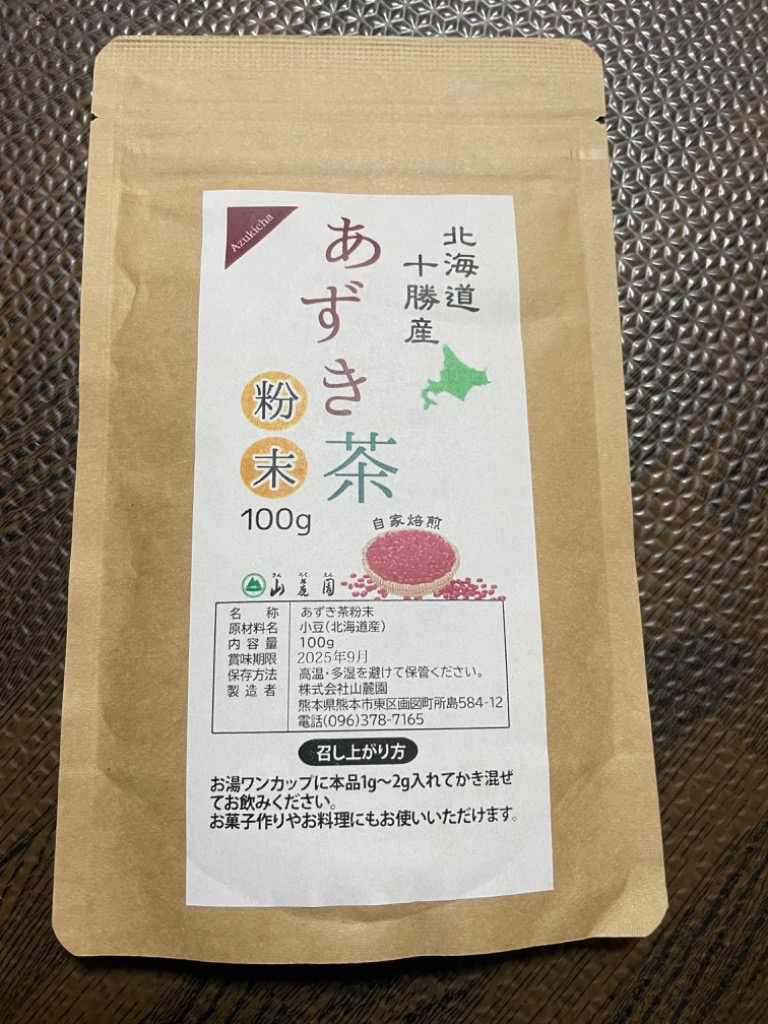 Azukicha
北海道
十勝産
あずき茶
粉末
100g
自家焙煎
さん ろく えん
山麓園
名称 あずき茶粉末
原材料名 小豆(北海道産)
内容量 100g
賞味期限 2025年9月
保存方法 高温・多湿を避けて保管ください。
製造者 株式会社山麓園
熊本県熊本市東区画図町所島584-12
電話(096)378-7165
召し上がり方
お湯ワンカップに本品1g〜2g入れてかき混ぜ
てお飲みください。
お菓子作りやお料理にもお使いいただけます。